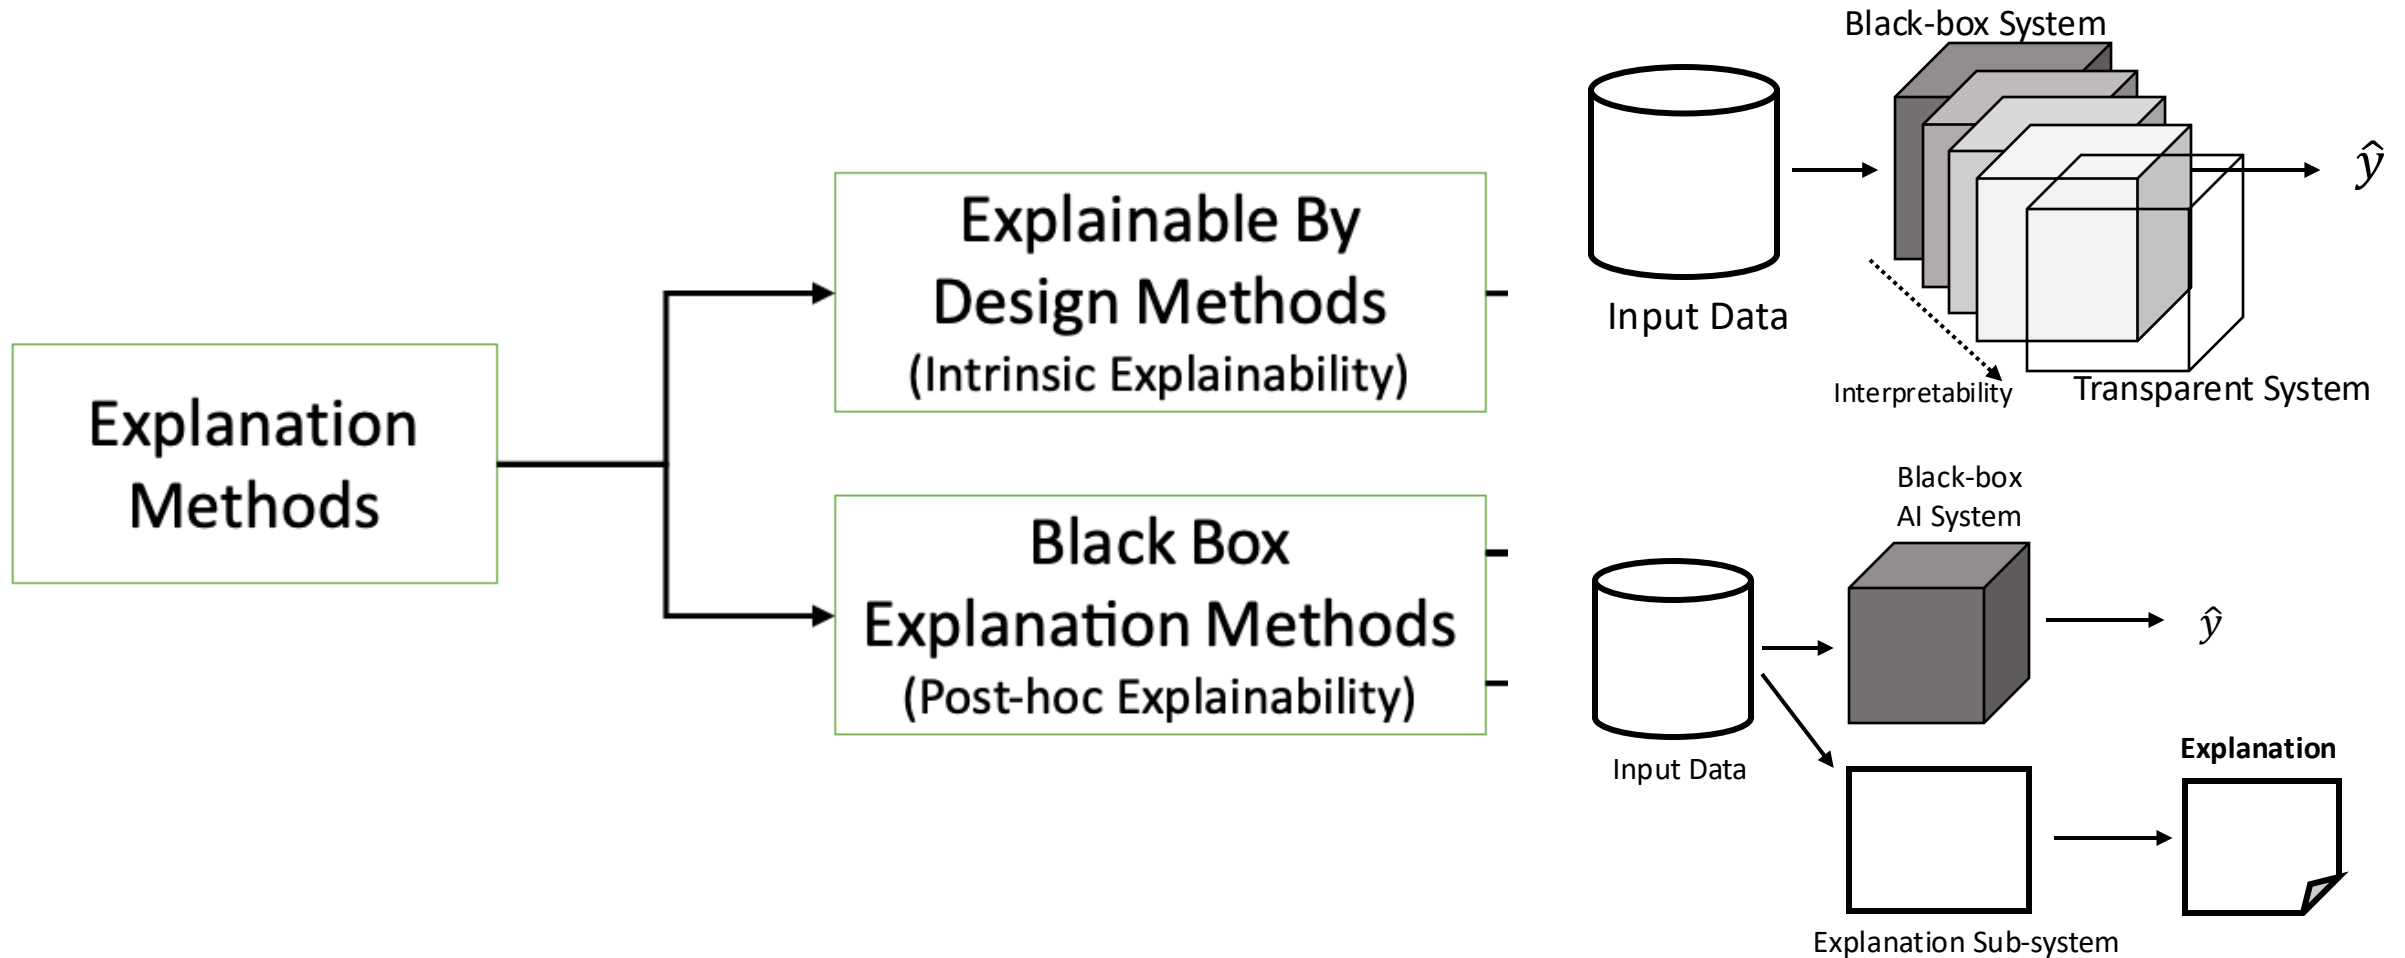 Explanation
Methods
Explainable By
Design Methods
(Intrinsic Explainability)
Black Box
Explanation Methods
(Post-hoc Explainability)
Black-box System
Input Data
ŷ
Interpretability
Transparent System
Black-box
AI System
Input Data
ŷ
Explanation
Explanation Sub-system